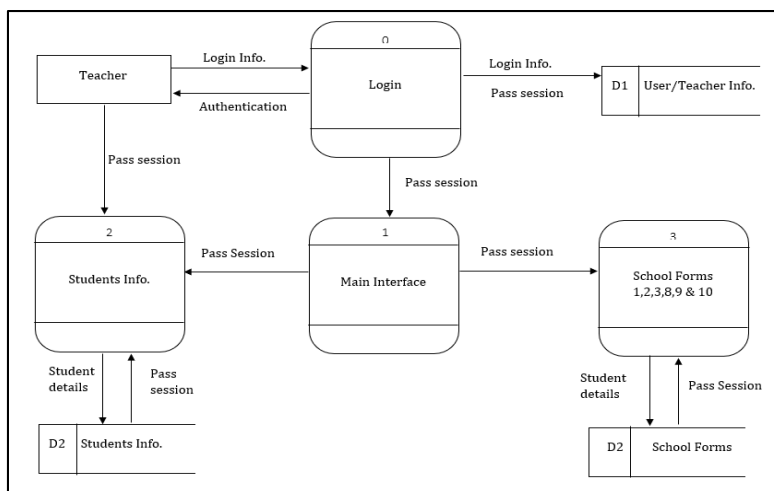 0
Teacher
Login Info.
Login
Login Info.
Authentication
Pass session
D1
User/Teacher Info.
Pass session
Pass session
2
1
3
Students Info.
Pass Session
Main Interface
Pass session
School Forms
1,2,3,8,9 & 10
Student
details
Pass
session
Student
details
Pass Session
D2
Students Info.
D2
School Forms